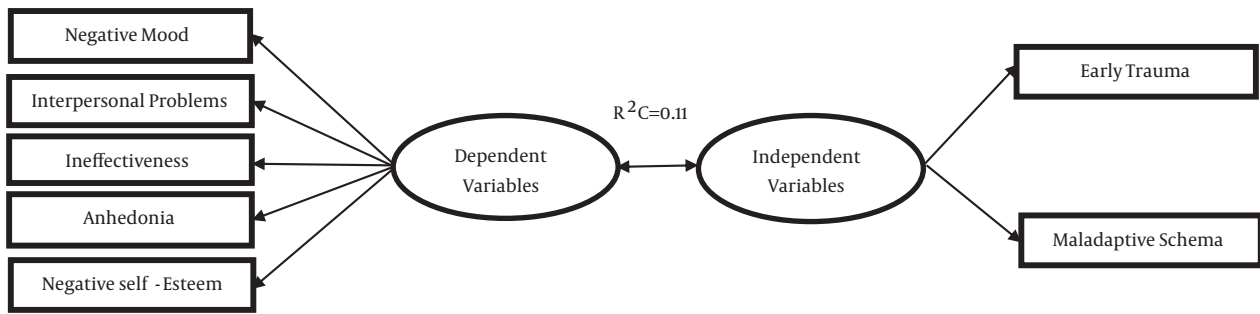 Negative Mood
Interpersonal Problems
Ineffectiveness
Anhedonia
Negative self -Esteem
Dependent
Variables
R²C=0.11
Independent
Variables
Early Trauma
Maladaptive Schema